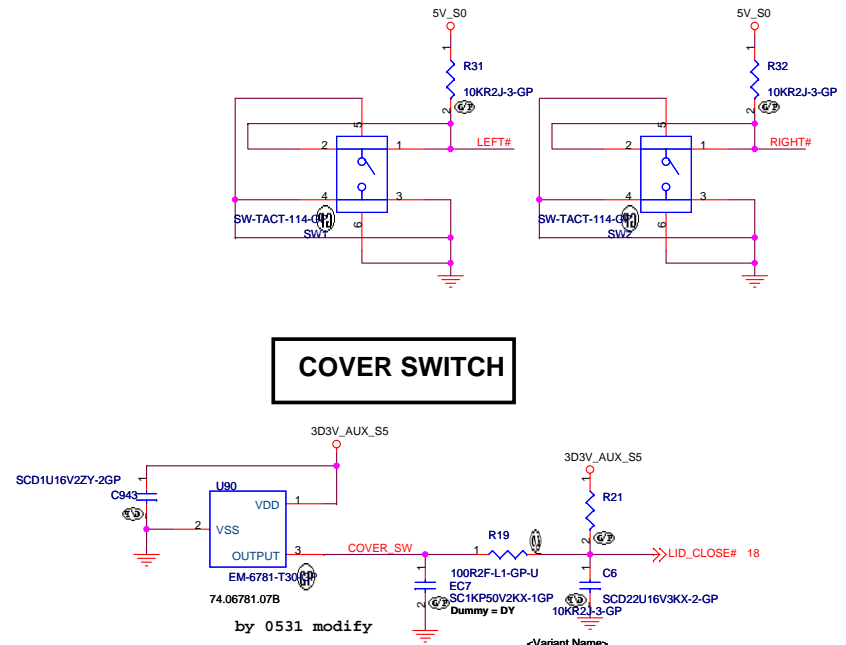 5V_S0 5V_S0
1 1
R31 R32
10KR2J-3-GP 10KR2J-3-GP
2 2
5 5
2 1 LEFT# 2 1 RIGHT#
4 3 4 3
SW-TACT-114-GP SW-TACT-114-GP
6 6
SW1 SW2
COVER SWITCH
3D3V_AUX_S5
3D3V_AUX_S5
SCD1U16V2ZY-2GP 1
C943
U90
VDD 1
2 VSS
OUTPUT 3
COVER_SW
EM-6781-T30-GP
74.06781.07B
by 0531 modify
R19
1 2
100R2F-L1-GP-U
1
R21
2
LID_CLOSE# 18
1
EC7
SC1KP50V2KX-1GP
2
Dummy = DY
1
C6
SCD22U16V3KX-2-GP
10KR2J-3-GP
<Variant Name>